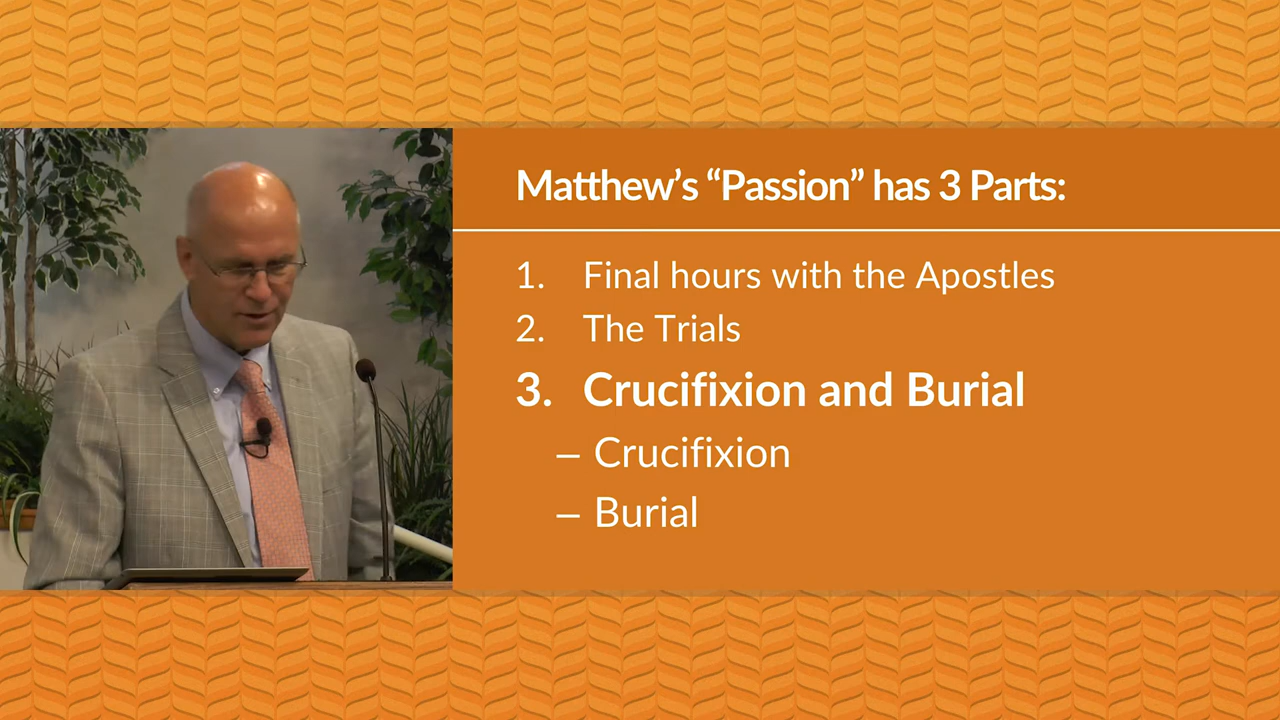 Matthew’s “Passion” has 3 Parts:
1. Final hours with the Apostles
2. The Trials
3. Crucifixion and Burial
– Crucifixion
– Burial